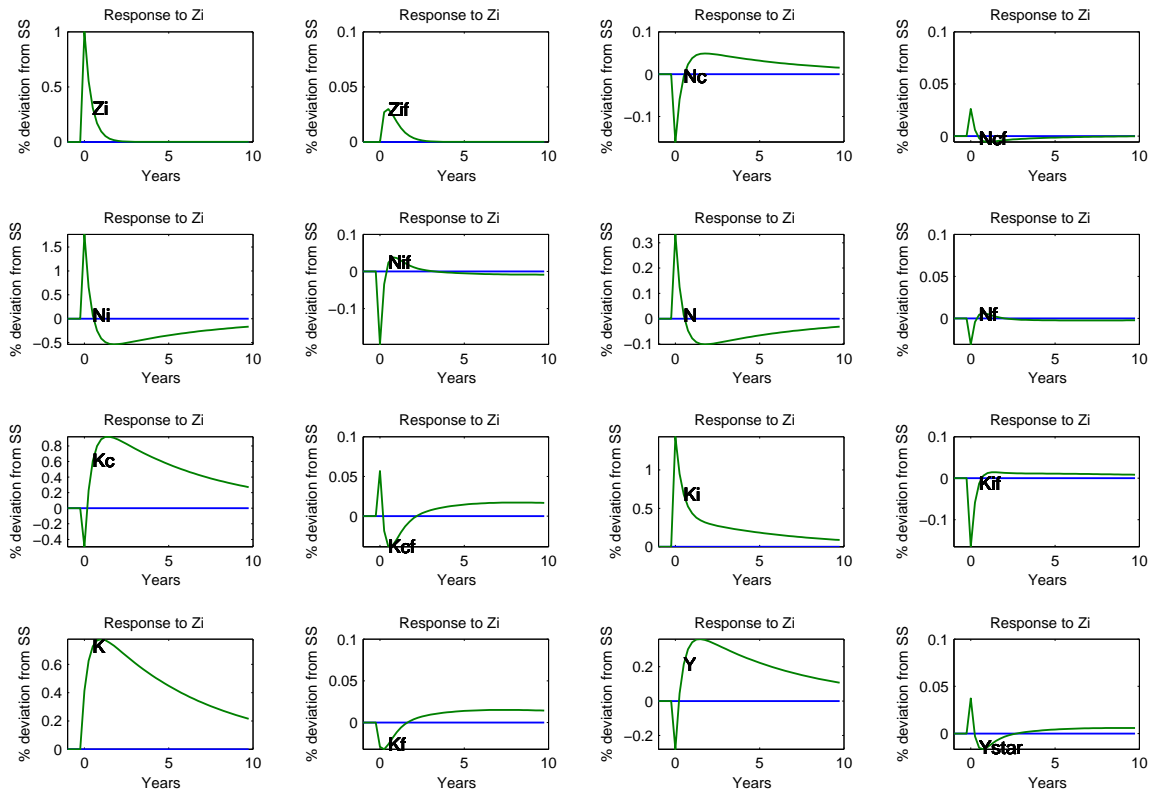 Response to Zi
% deviation from SS
1
0.5
0
0
5
10
Zi
Years
Response to Zi
% deviation from SS
0.1
0.05
0
0
5
10
Zif
Years
Response to Zi
% deviation from SS
0.1
0
−0.1
0
5
10
Nc
Years
Response to Zi
% deviation from SS
0.1
0.05
0
0
5
10
Ncf
Years
Response to Zi
% deviation from SS
1.5
1
0.5
0
−0.5
0
5
10
Ni
Years
Response to Zi
% deviation from SS
0.1
0
−0.1
0
5
10
Nif
Years
Response to Zi
% deviation from SS
0.3
0.2
0.1
0
−0.1
0
5
10
N
Years
Response to Zi
% deviation from SS
0.1
0.05
0
0
5
10
Nf
Years
Response to Zi
% deviation from SS
0.8
0.6
0.4
0.2
0
−0.2
−0.4
0
5
10
Kc
Years
Response to Zi
% deviation from SS
0.1
0.05
0
0
5
10
Kcf
Years
Response to Zi
% deviation from SS
1
0.5
0
0
5
10
Ki
Years
Response to Zi
% deviation from SS
0.1
0
−0.1
0
5
10
Kif
Years
Response to Zi
% deviation from SS
0.6
0.4
0.2
0
0
5
10
K
Years
Response to Zi
% deviation from SS
0.1
0.05
0
0
5
10
Kf
Years
Response to Zi
% deviation from SS
0.2
0
−0.2
0
5
10
Y
Years
Response to Zi
% deviation from SS
0.1
0.05
0
0
5
10
Ystar
Years